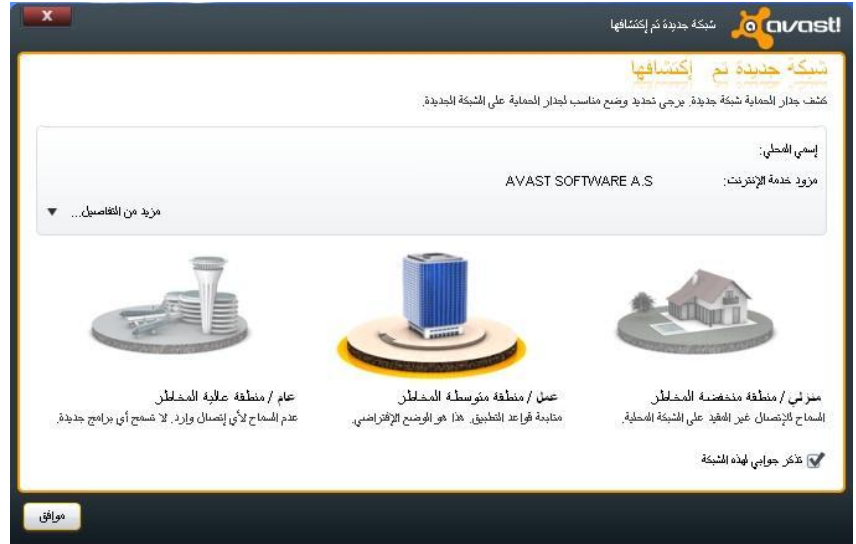 avast! شبكة جديدة تم إكتشافها
X
شبكة جديدة تم إكتشافها
كشف جدار الحماية شبكة جديدة. يرجى تحديد وضع مناسب لجدار الحماية على الشبكة الجديدة.
إسمي المحلي:
مزود خدمة الإنترنت: AVAST SOFTWARE A.S
مزيد من التفاصيل...
منزلي / منطقة منخفضة المخاطر
السماح للإتصال غير المقيد على الشبكة المحلية.
عمل / منطقة متوسطة المخاطر
متابعة قواعد التطبيق. هذا هو الوضع الإفتراضي.
عام / منطقة عالية المخاطر
عدم السماح لأي إتصال وارد. لا تسمح أي برامج جديدة.
تذكر جوابي لهذه الشبكة
موافق